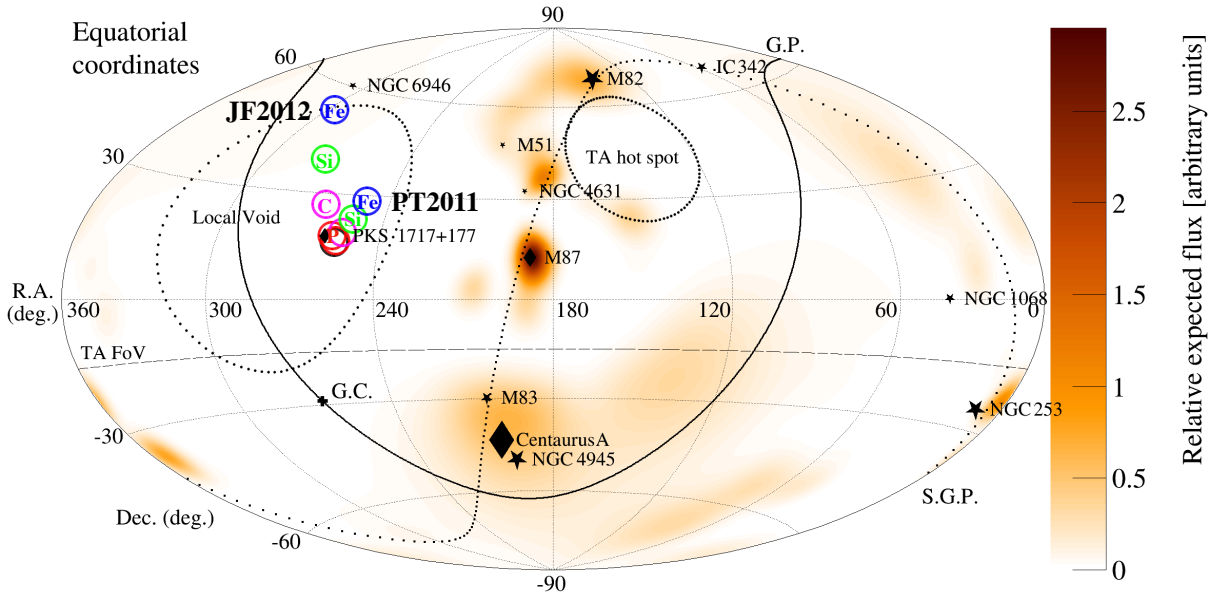 Equatorial
coordinates
90
60
G.P.
IC 342
M82
NGC 6946
JF2012
Fe
M51
TA hot spot
30
Si
NGC 4631
C
Fe
PT2011
Local Void
Si
P
PKS 1717+177
M87
R.A.
(deg.)
360
300
240
180
120
60
0
NGC 1068
TA FoV
G.C.
M83
NGC 253
-30
Centaurus A
NGC 4945
S.G.P.
Dec. (deg.)
-60
-90
2.5
2
1.5
1
0.5
0
Relative expected flux [arbitrary units]